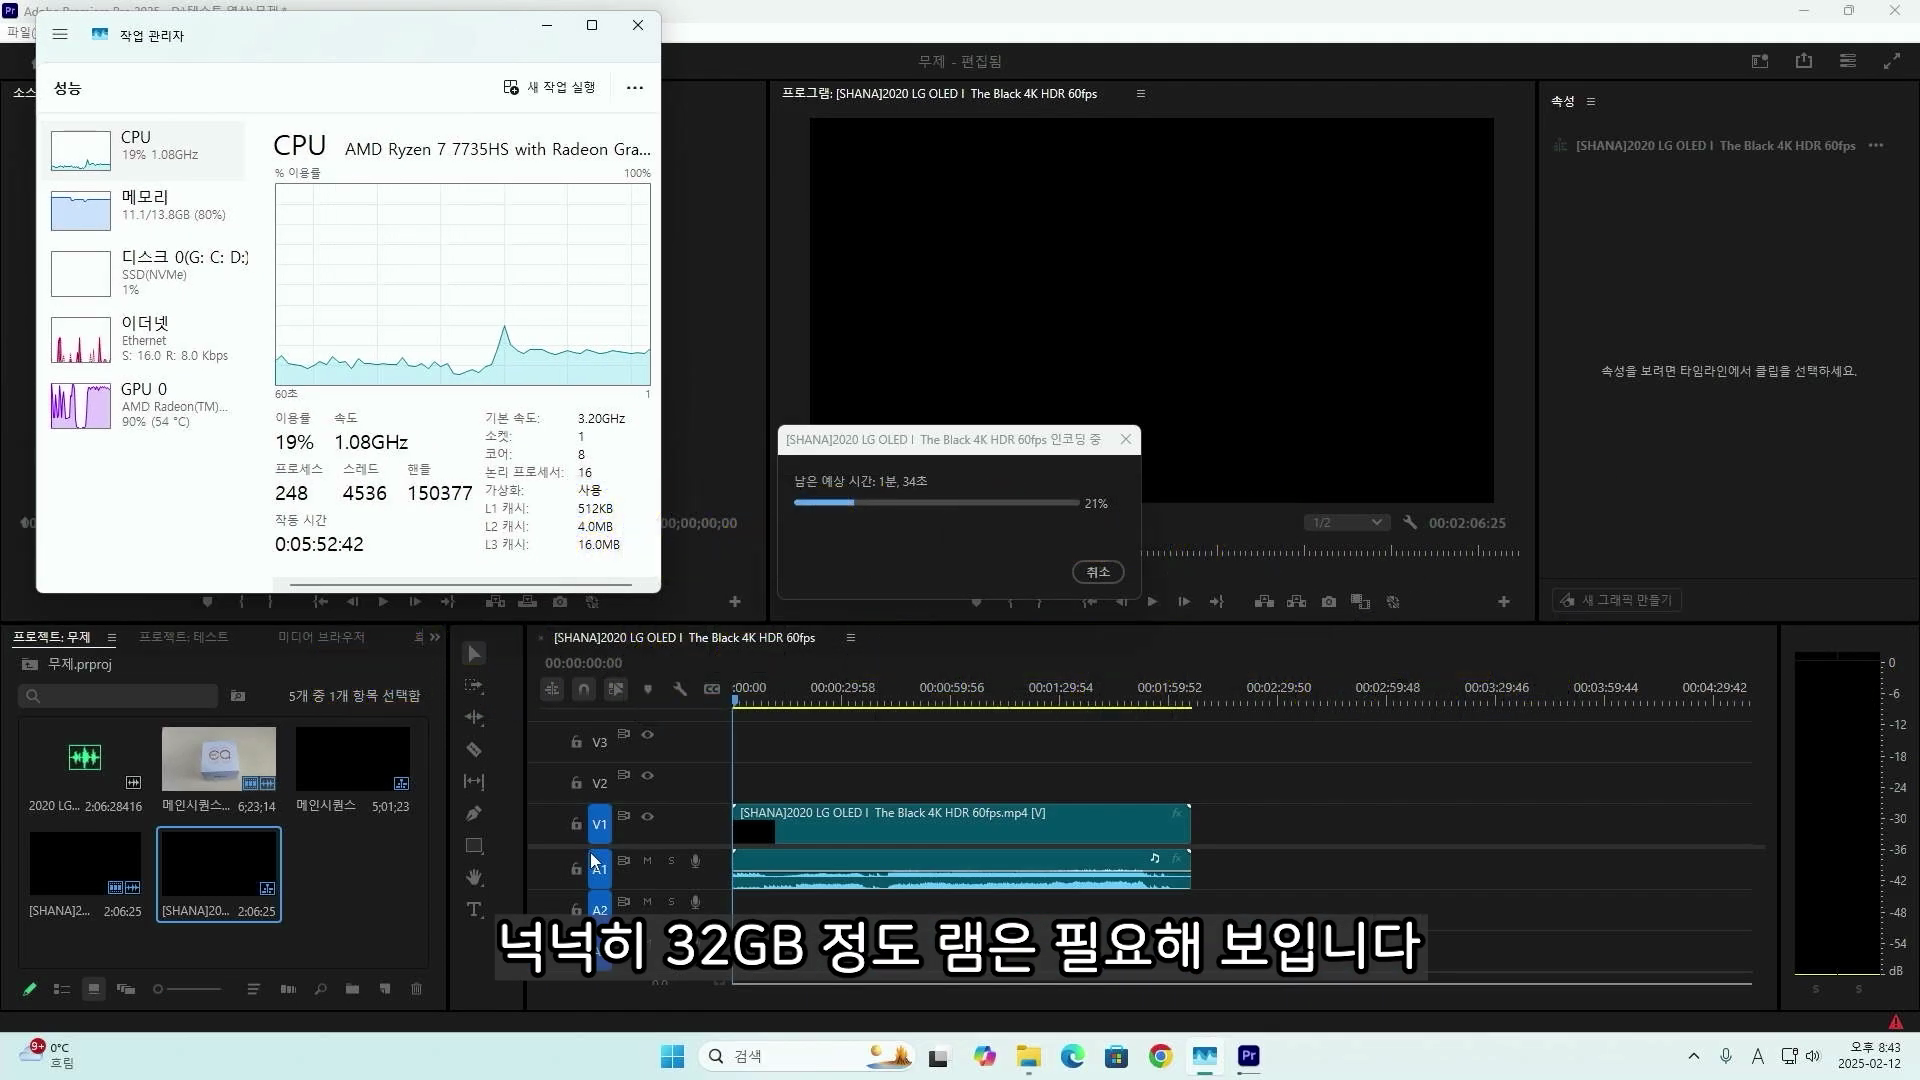 작업 관리자
무제 - 편집됨
성능
새 작업 실행
CPU
19% 1.08GHz
메모리
11.1/13.8GB (80%)
디스크 0(G: C: D:)
SSD(NVMe)
1%
이더넷
Ethernet
S: 16.0 R: 8.0 Kbps
GPU 0
AMD Radeon(TM)...
90% (54 °C)
CPU AMD Ryzen 7 7735HS with Radeon Gra...
% 이용률 100%
60초 1
이용률 속도
19% 1.08GHz
프로세스 스레드 핸들
248 4536 150377
작동 시간
0:05:52:42
기본 속도: 3.20GHz
소켓: 1
코어: 8
논리 프로세서: 16
가상화: 사용
L1 캐시: 512KB
L2 캐시: 4.0MB
L3 캐시: 16.0MB
프로그램: [SHANA]2020 LG OLED l The Black 4K HDR 60fps
[SHANA]2020 LG OLED l The Black 4K HDR 60fps 인코딩 중
남은 예상 시간: 1분, 34초
21%
취소
1/2
00:02:06:25
속성
[SHANA]2020 LG OLED l The Black 4K HDR 60fps
속성을 보려면 타임라인에서 클립을 선택하세요.
새 그래픽 만들기
프로젝트: 무제
프로젝트: 테스트
미디어 브라우저
무제.prproj
5개 중 1개 항목 선택함
2020 LG... 2:06:28416
메인시퀀스... 6;23;14
메인시퀀스 5;01;23
[SHANA]2... 2:06:25
[SHANA]20... 2:06:25
[SHANA]2020 LG OLED l The Black 4K HDR 60fps
00:00:00:00
:00:00 00:00:29:58 00:00:59:56 00:01:29:54 00:01:59:52 00:02:29:50 00:02:59:48 00:03:29:46 00:03:59:44 00:04:29:42
V3
V2
V1
[SHANA]2020 LG OLED l The Black 4K HDR 60fps.mp4 [V]
fx
A1 M S
fx
A2 M S
0
-6
-12
-18
-24
-30
-36
-42
-48
-54
dB
S S
넉넉히 32GB 정도 램은 필요해 보입니다
9+
0°C
흐림
검색
Pr
A
오후 8:43
2025-02-12